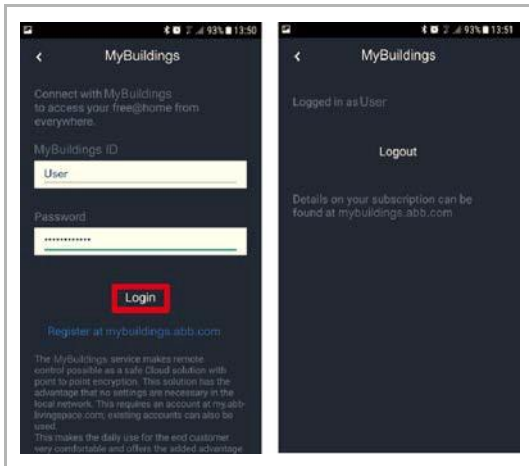 93% 13:50
MyBuildings
Connect with MyBuildings
to access your free@home from
everywhere.
MyBuildings ID
User
Password
············
Login
Register at mybuildings.abb.com
The MyBuildings service makes remote
control possible as a safe Cloud solution with
point to point encryption. This solution has the
advantage that no settings are necessary in the
local network. This requires an account at my.abb-
livingspace.com, existing accounts can also be
used.
This makes the daily use for the end customer
very comfortable and offers the added advantage
93% 13:51
MyBuildings
Logged in as User
Logout
Details on your subscription can be
found at mybuildings.abb.com